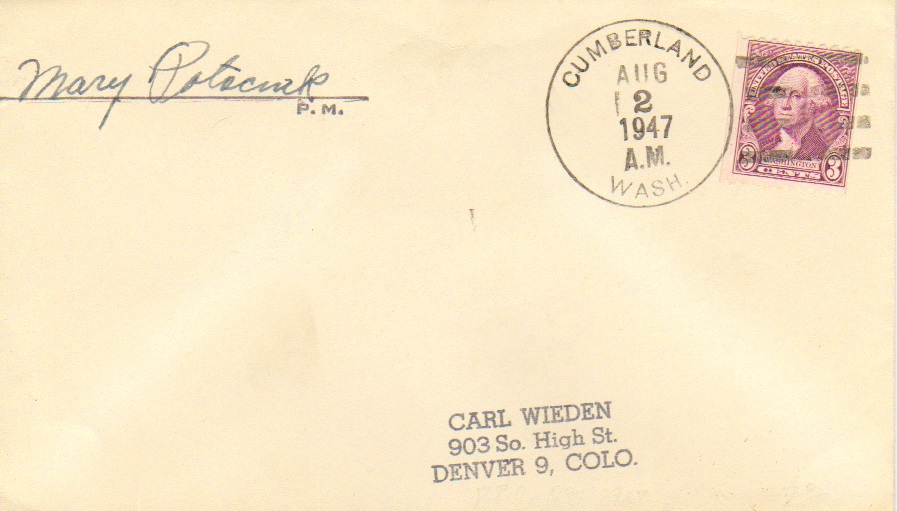 Mary Potocnik
P. M.
CUMBERLAND
AUG
2
1947
A.M.
WASH.
UNITED STATES POSTAGE
WASHINGTON
3 3
CENTS
CARL WIEDEN
903 So. High St.
DENVER 9, COLO.